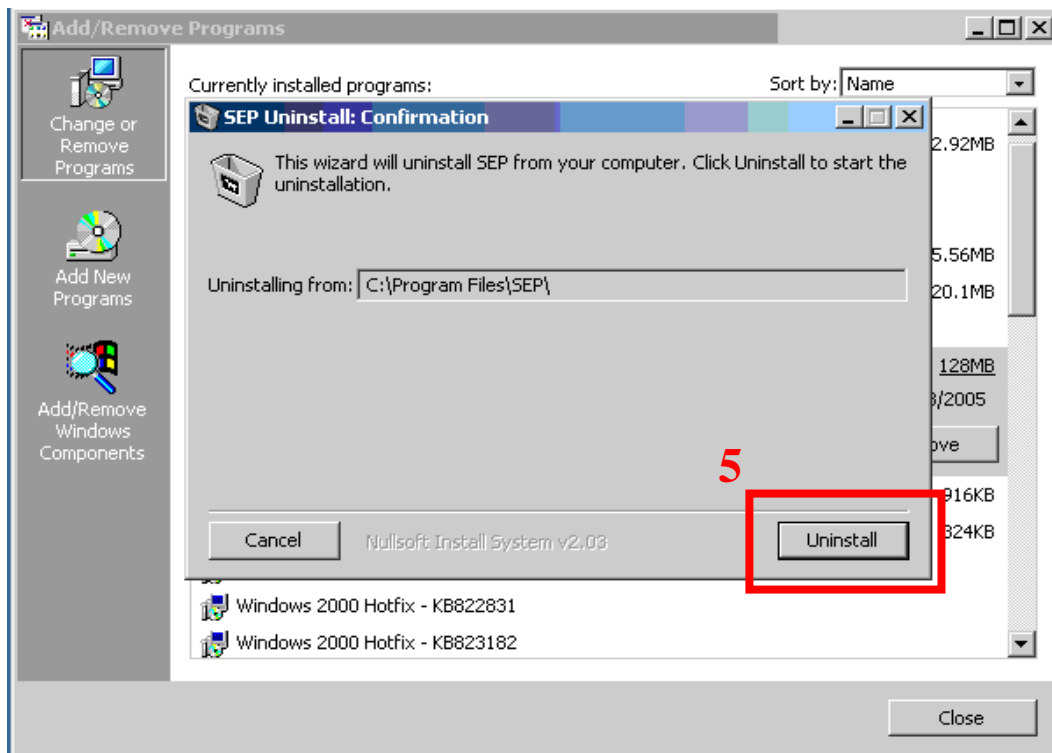 Add/Remove Programs
Change or
Remove
Programs
Add New
Programs
Add/Remove
Windows
Components
Currently installed programs:
Sort by: Name
SEP Uninstall: Confirmation
This wizard will uninstall SEP from your computer. Click Uninstall to start the
uninstallation.
Uninstalling from: C:\Program Files\SEP\
2.92MB
5.56MB
20.1MB
128MB
/2005
ove
916KB
324KB
5
Cancel
Nullsoft Install System v2.03
Uninstall
Windows 2000 Hotfix - KB822831
Windows 2000 Hotfix - KB823182
Close